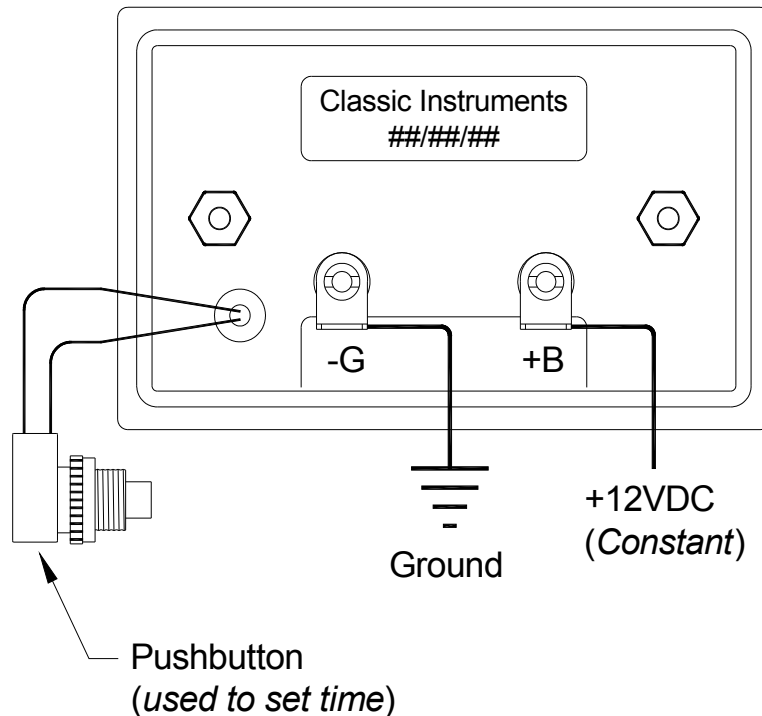 Classic Instruments
##/##/##
-G
+B
+12VDC
(Constant)
Ground
Pushbutton
(used to set time)